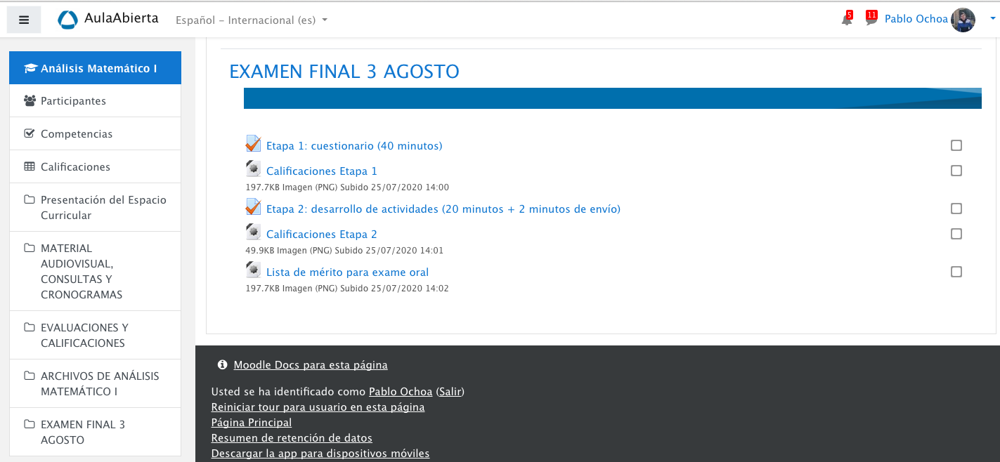 AulaAbierta
Español - Internacional (es)
5
11
Pablo Ochoa
Análisis Matemático I
Participantes
Competencias
Calificaciones
Presentación del Espacio
Curricular
MATERIAL
AUDIOVISUAL,
CONSULTAS Y
CRONOGRAMAS
EVALUACIONES Y
CALIFICACIONES
ARCHIVOS DE ANÁLISIS
MATEMÁTICO I
EXAMEN FINAL 3
AGOSTO
EXAMEN FINAL 3 AGOSTO
Etapa 1: cuestionario (40 minutos)
Calificaciones Etapa 1
197.7KB Imagen (PNG) Subido 25/07/2020 14:00
Etapa 2: desarrollo de actividades (20 minutos + 2 minutos de envío)
Calificaciones Etapa 2
49.9KB Imagen (PNG) Subido 25/07/2020 14:01
Lista de mérito para exame oral
197.7KB Imagen (PNG) Subido 25/07/2020 14:02
Moodle Docs para esta página
Usted se ha identificado como Pablo Ochoa (Salir)
Reiniciar tour para usuario en esta página
Página Principal
Resumen de retención de datos
Descargar la app para dispositivos móviles